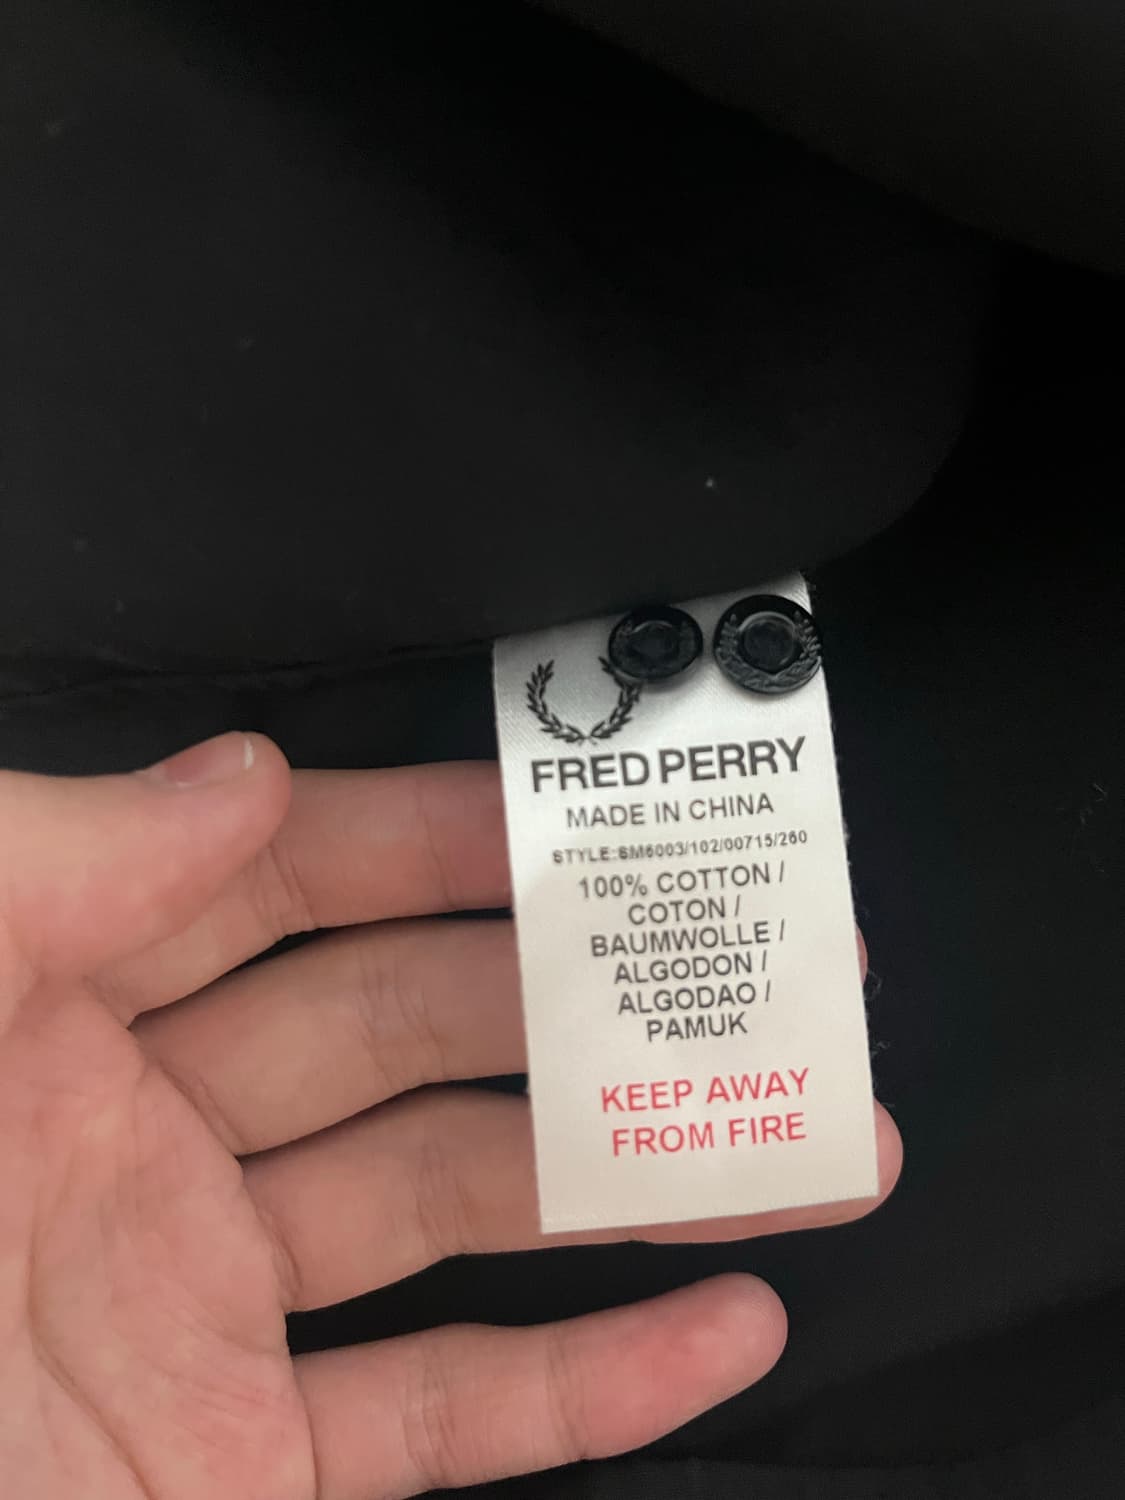 FRED PERRY
MADE IN CHINA
STYLE:SM6003/102/00715/260
100% COTTON /
COTON /
BAUMWOLLE /
ALGODON /
ALGODAO /
PAMUK
KEEP AWAY
FROM FIRE